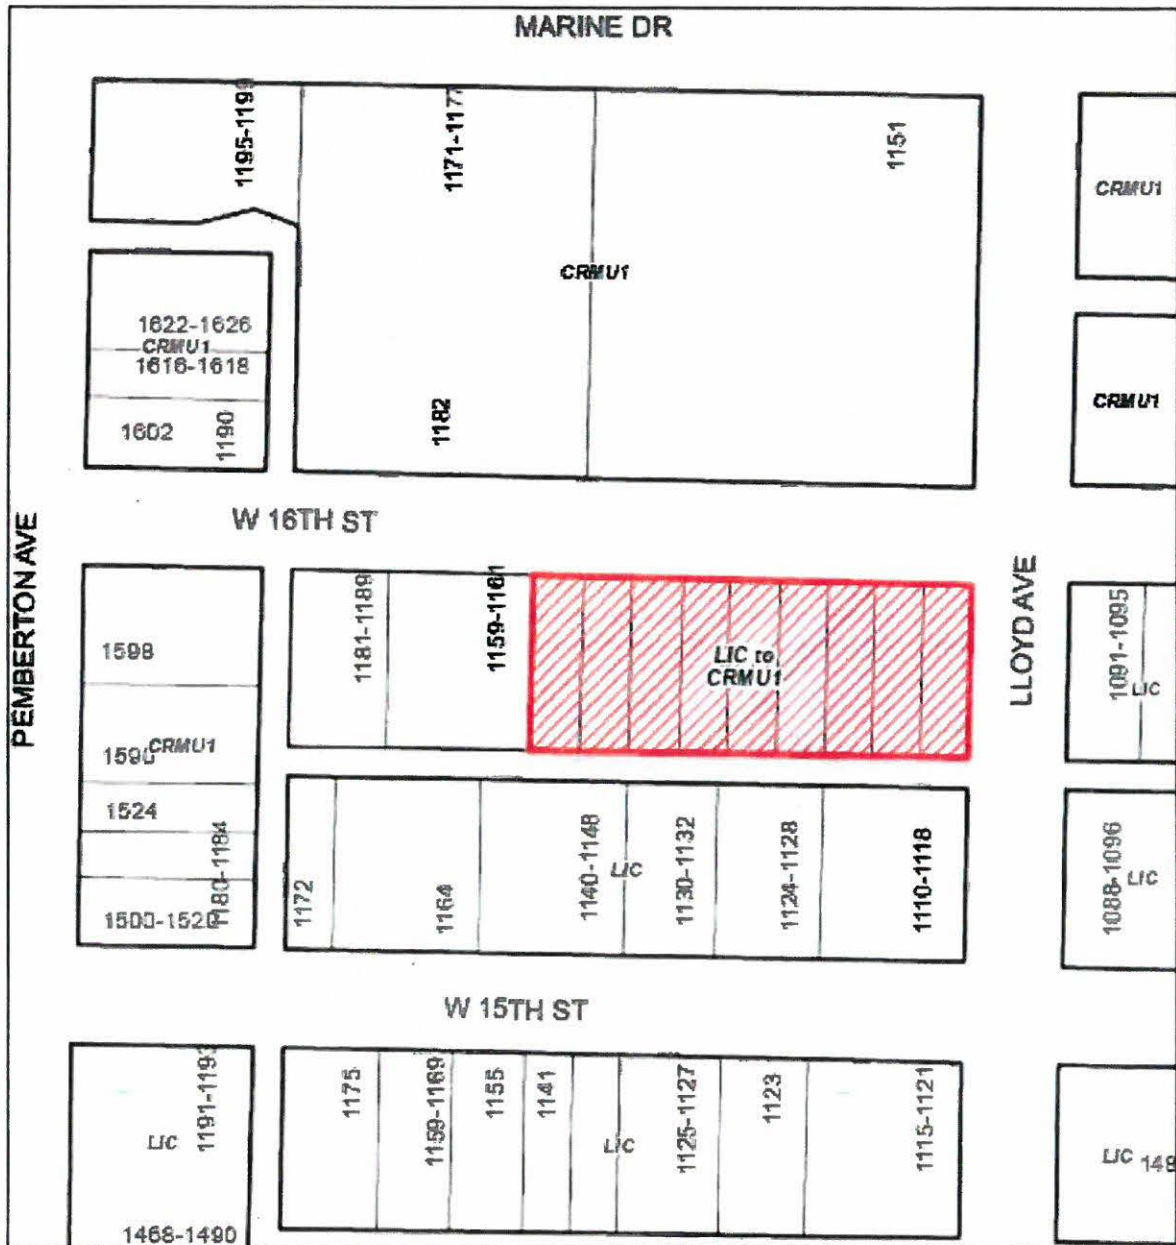 MARINE DR
1195-1199
1171-1177
1151
CRMU1
CRMU1
1622-1626
CRMU1
1616-1618
1602
1190
1182
CRMU1
W 16TH ST
PEMBERTON AVE
LLOYD AVE
1598
1590
CRMU1
1524
1180-1184
1500-1520
1181-1189
1159-1161
LIC to
CRMU1
1091-1095
LIC
1172
1164
1140-1148
LIC
1130-1132
1124-1128
1110-1118
1088-1096
LIC
W 15TH ST
1191-1193
LIC
1468-1490
1175
1159-1169
1155
1141
LIC
1125-1127
1123
1115-1121
LIC
148